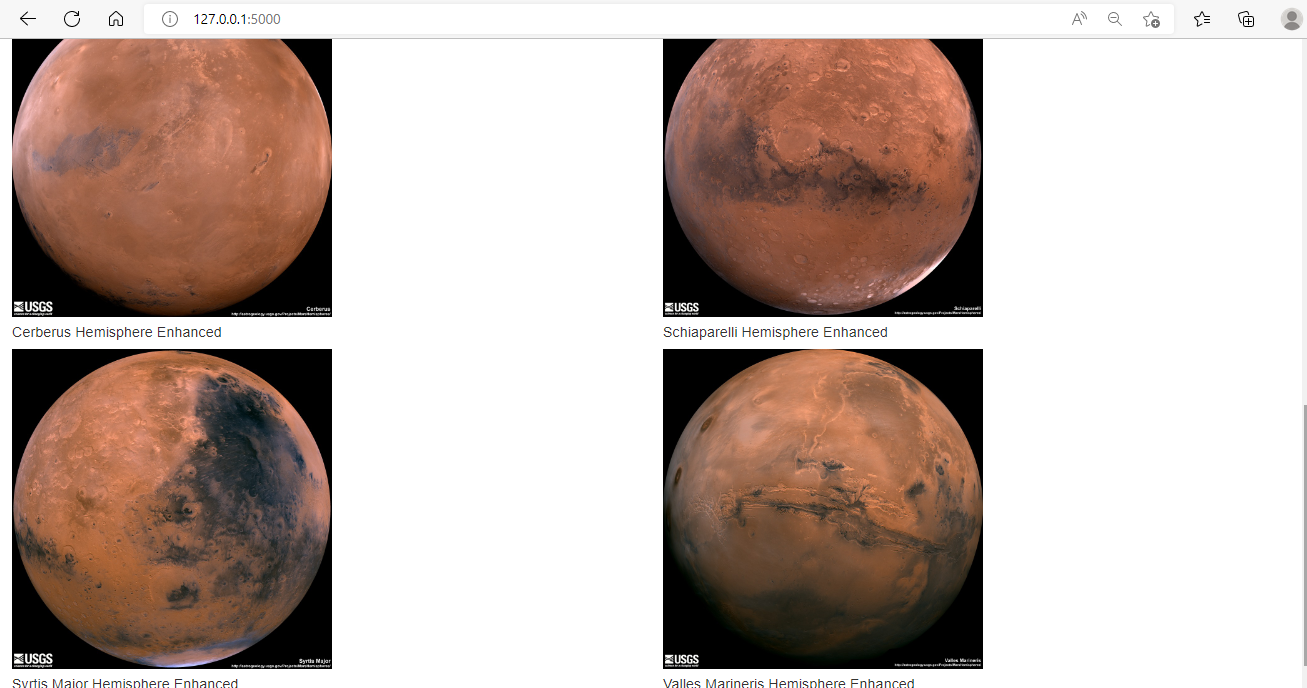 127.0.0.1:5000
USGS
Cerberus
USGS
Schiaparelli
Cerberus Hemisphere Enhanced
Schiaparelli Hemisphere Enhanced
USGS
Syrtis Major
USGS
Valles Marineris
Syrtis Major Hemisphere Enhanced
Valles Marineris Hemisphere Enhanced